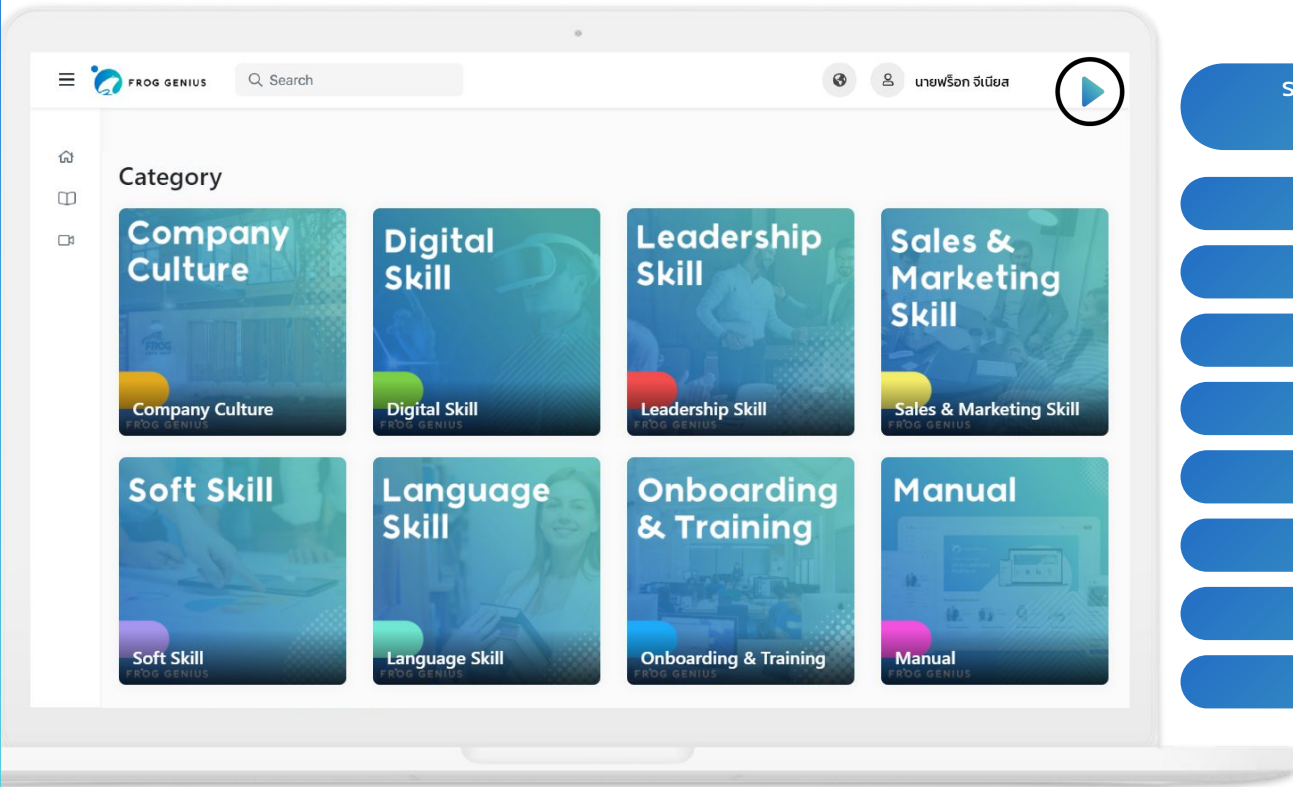 FROG GENIUS
Search
นายฟร็อก จีเนียส
Category
Company
Culture
Company Culture
FROG GENIUS
Digital
Skill
Digital Skill
FROG GENIUS
Leadership
Skill
Leadership Skill
FROG GENIUS
Sales &
Marketing
Skill
Sales & Marketing Skill
FROG GENIUS
Soft Skill
Soft Skill
FROG GENIUS
Language
Skill
Language Skill
FROG GENIUS
Onboarding
& Training
Onboarding & Training
FROG GENIUS
Manual
Manual
FROG GENIUS